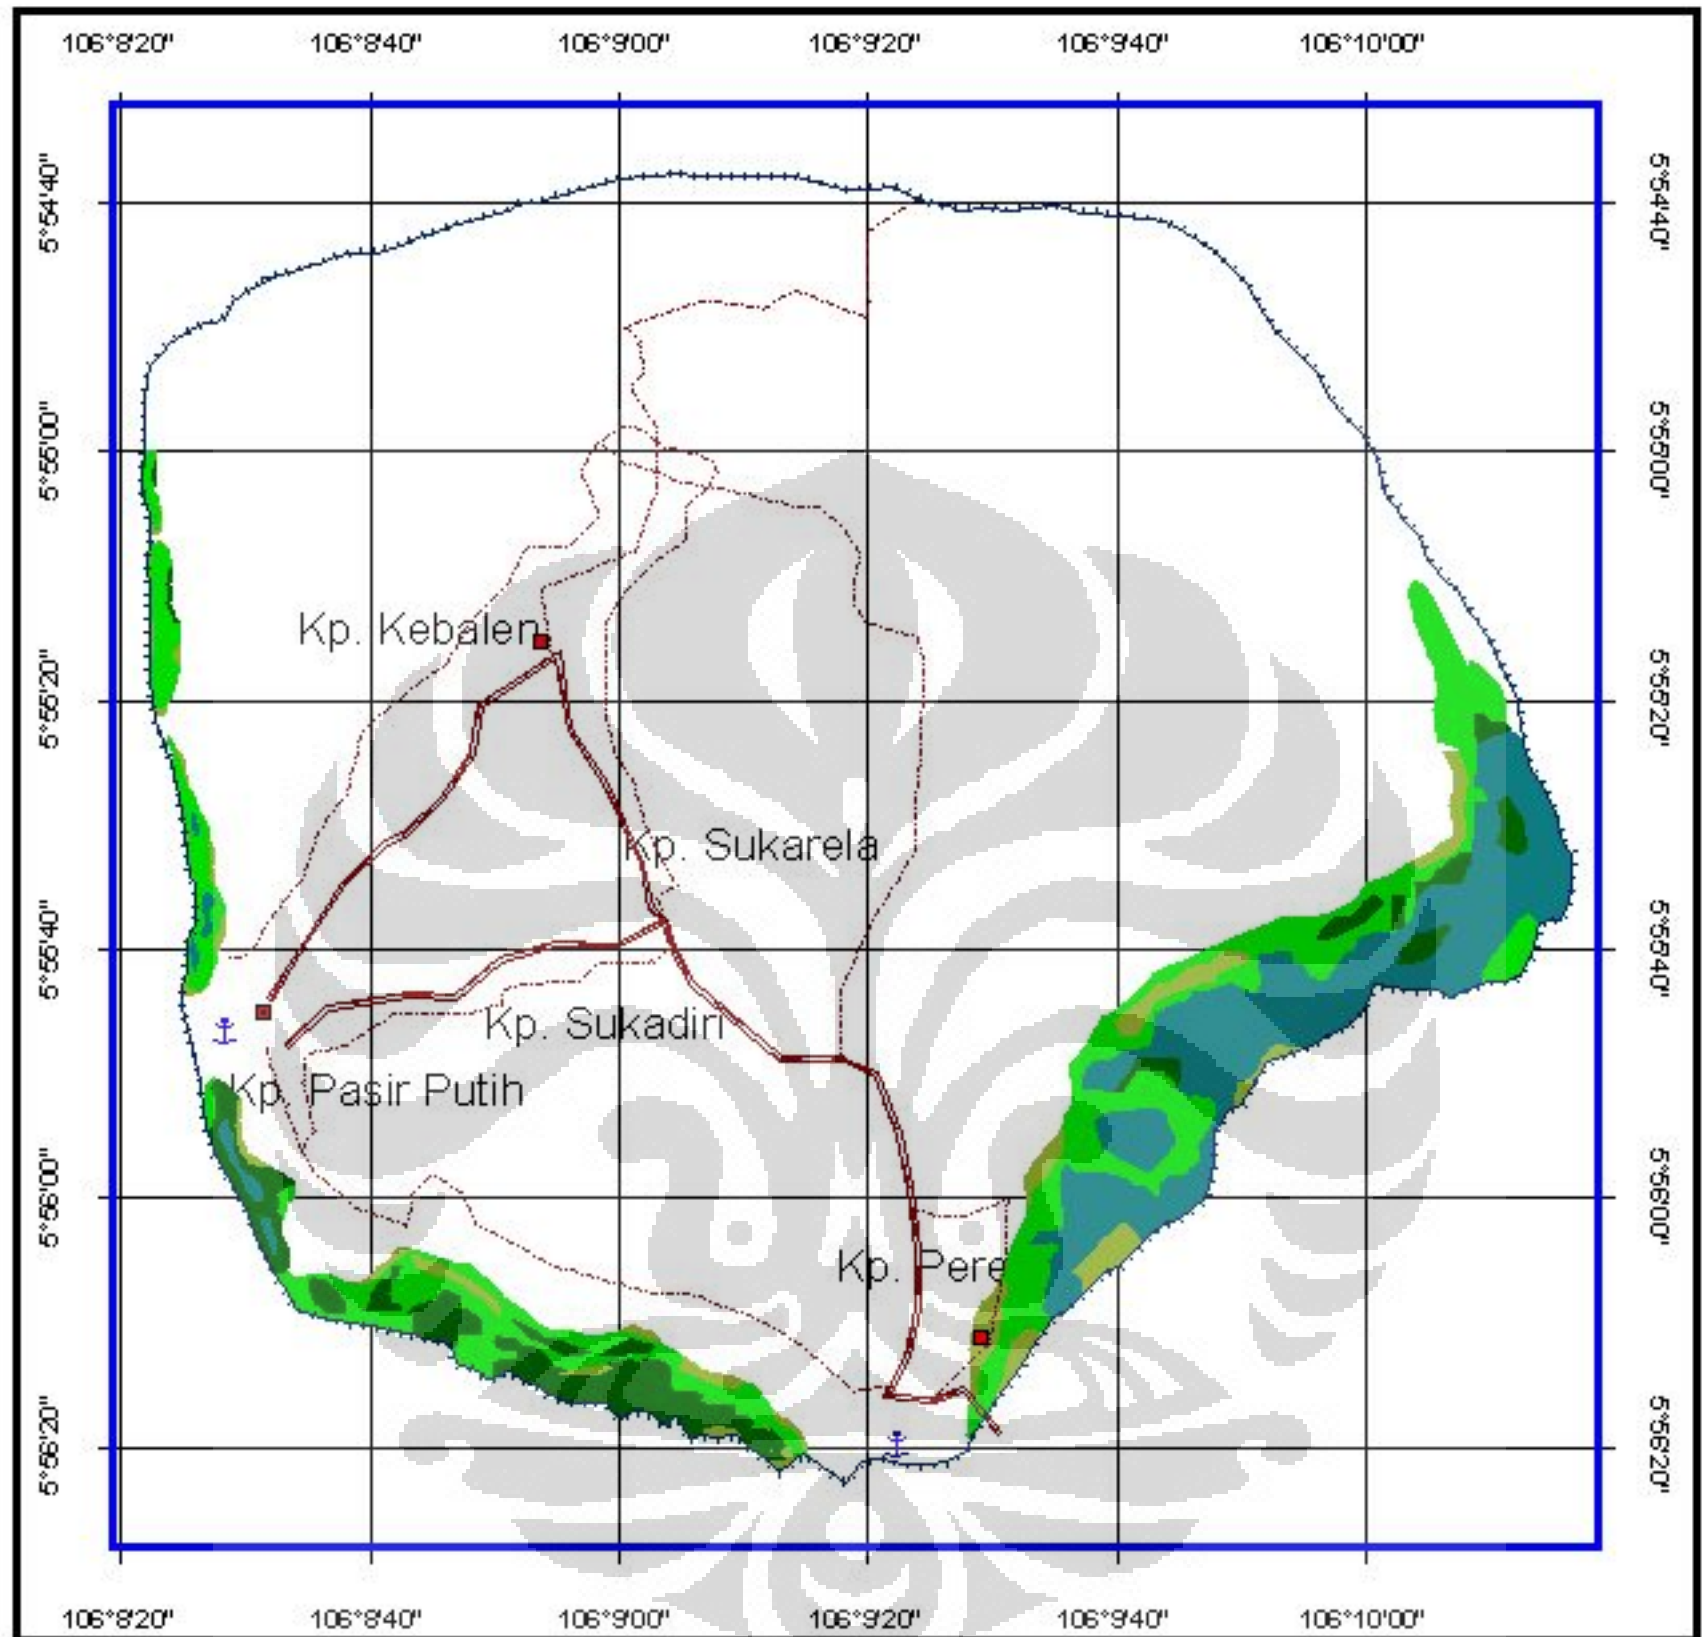 106°8'20" 106°8'40" 106°9'00" 106°9'20" 106°9'40" 106°10'00"
5°54'40" 5°54'40"
5°55'00" 5°55'00"
Kp. Kebalen
5°55'20" 5°55'20"
Kp. Sukarela
5°55'40" 5°55'40"
Kp. Sukadiri
Kp. Pasir Putih
5°56'00" 5°56'00"
Kp. Pere
5°56'20" 5°56'20"
106°8'20" 106°8'40" 106°9'00" 106°9'20" 106°9'40" 106°10'00"